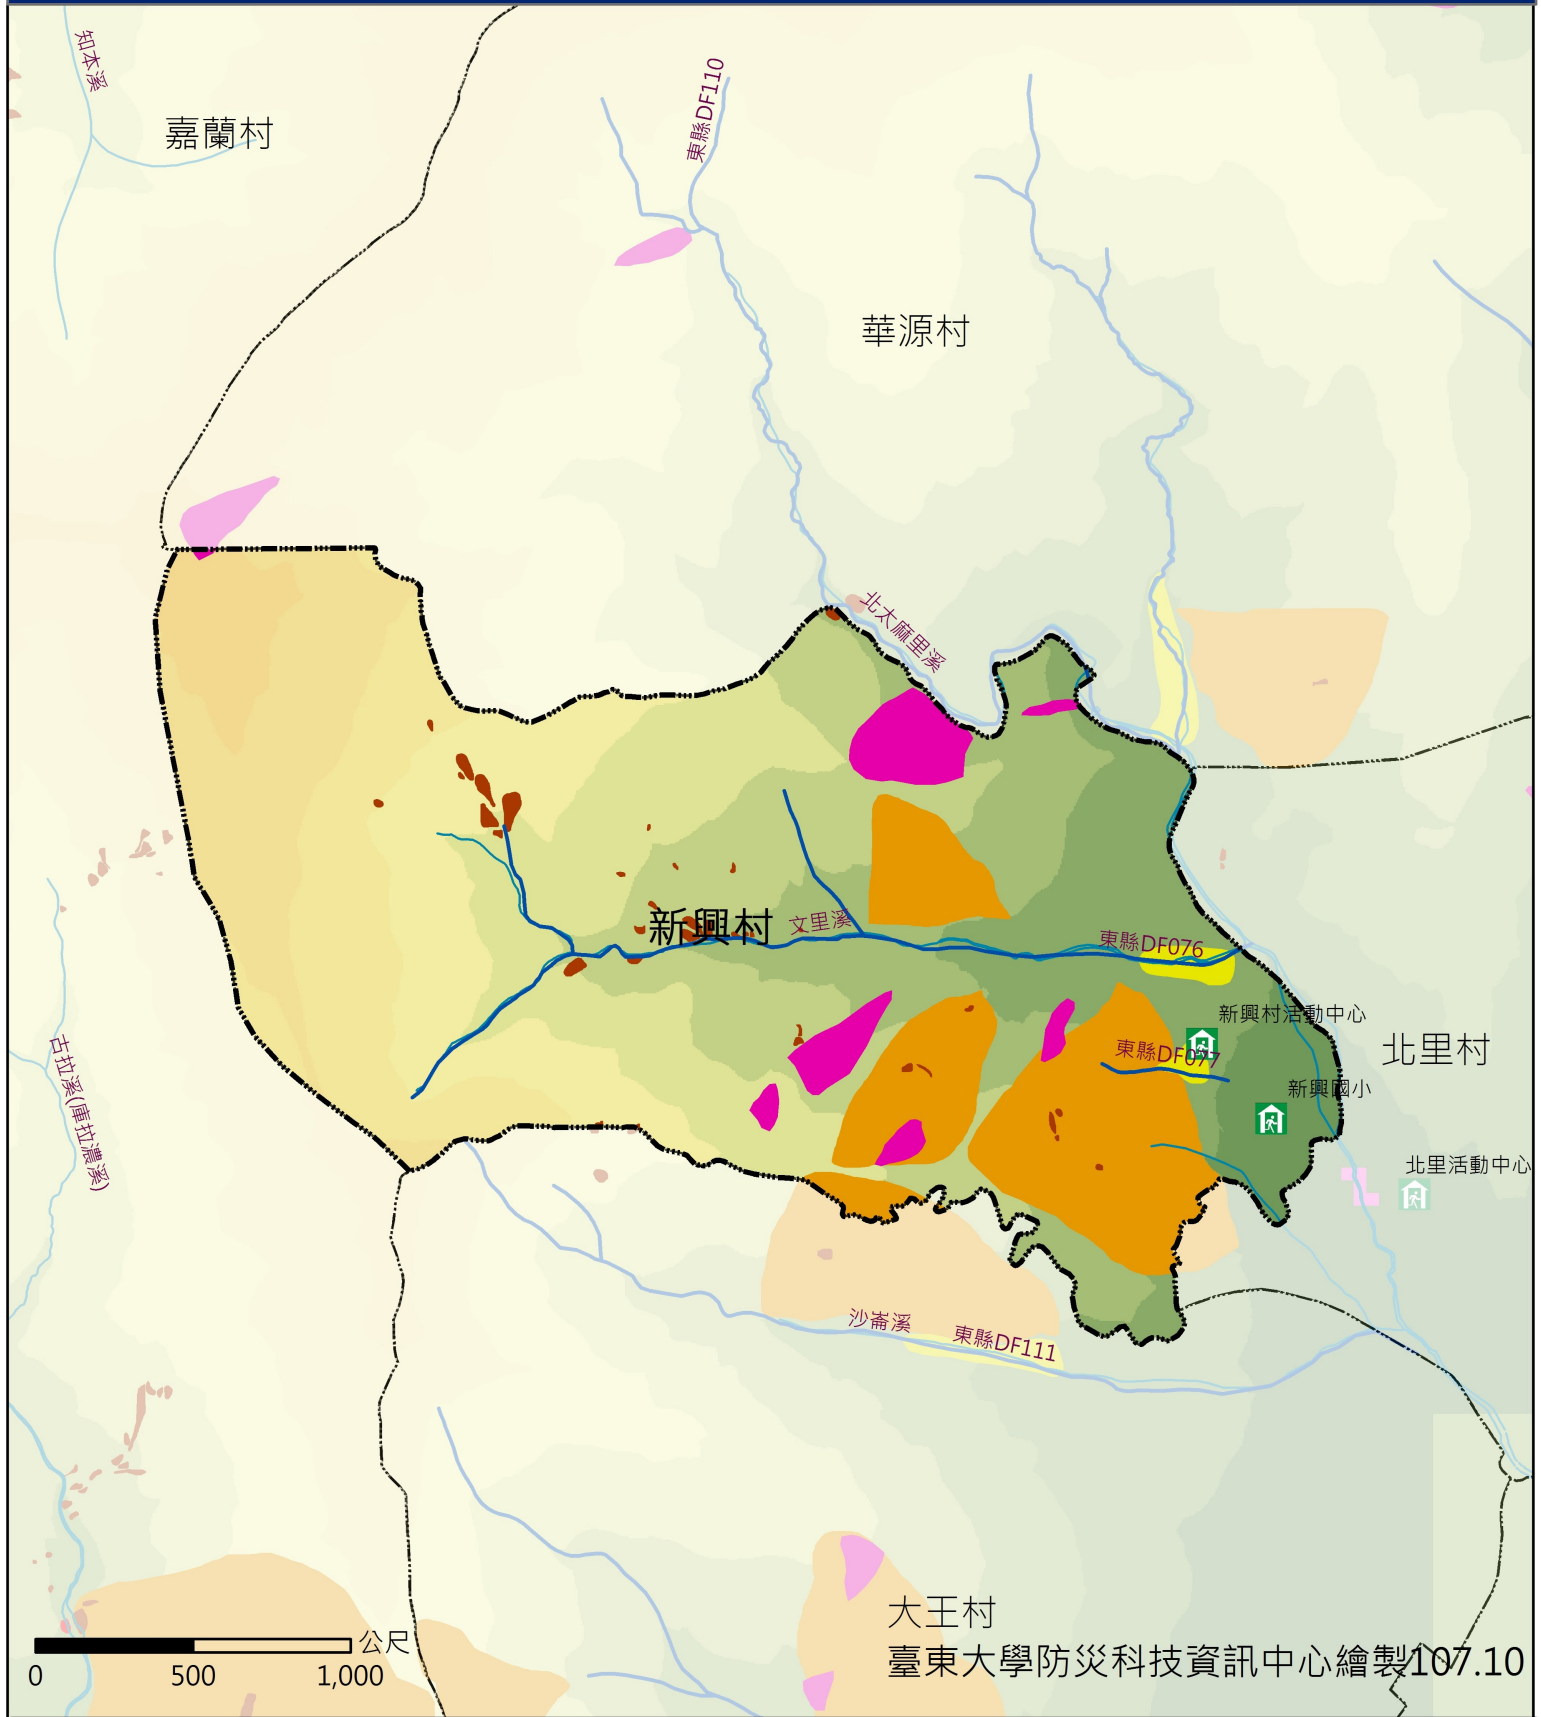 知本溪
嘉蘭村
東縣DF110
華源村
北太麻里溪
新興村
文里溪
東縣DF076
新興村活動中心
東縣DF077
北里村
新興國小
古拉溪(庫拉濃溪)
北里活動中心
沙崙溪
東縣DF111
大王村
公尺
0 500 1,000
臺東大學防災科技資訊中心繪製107.10